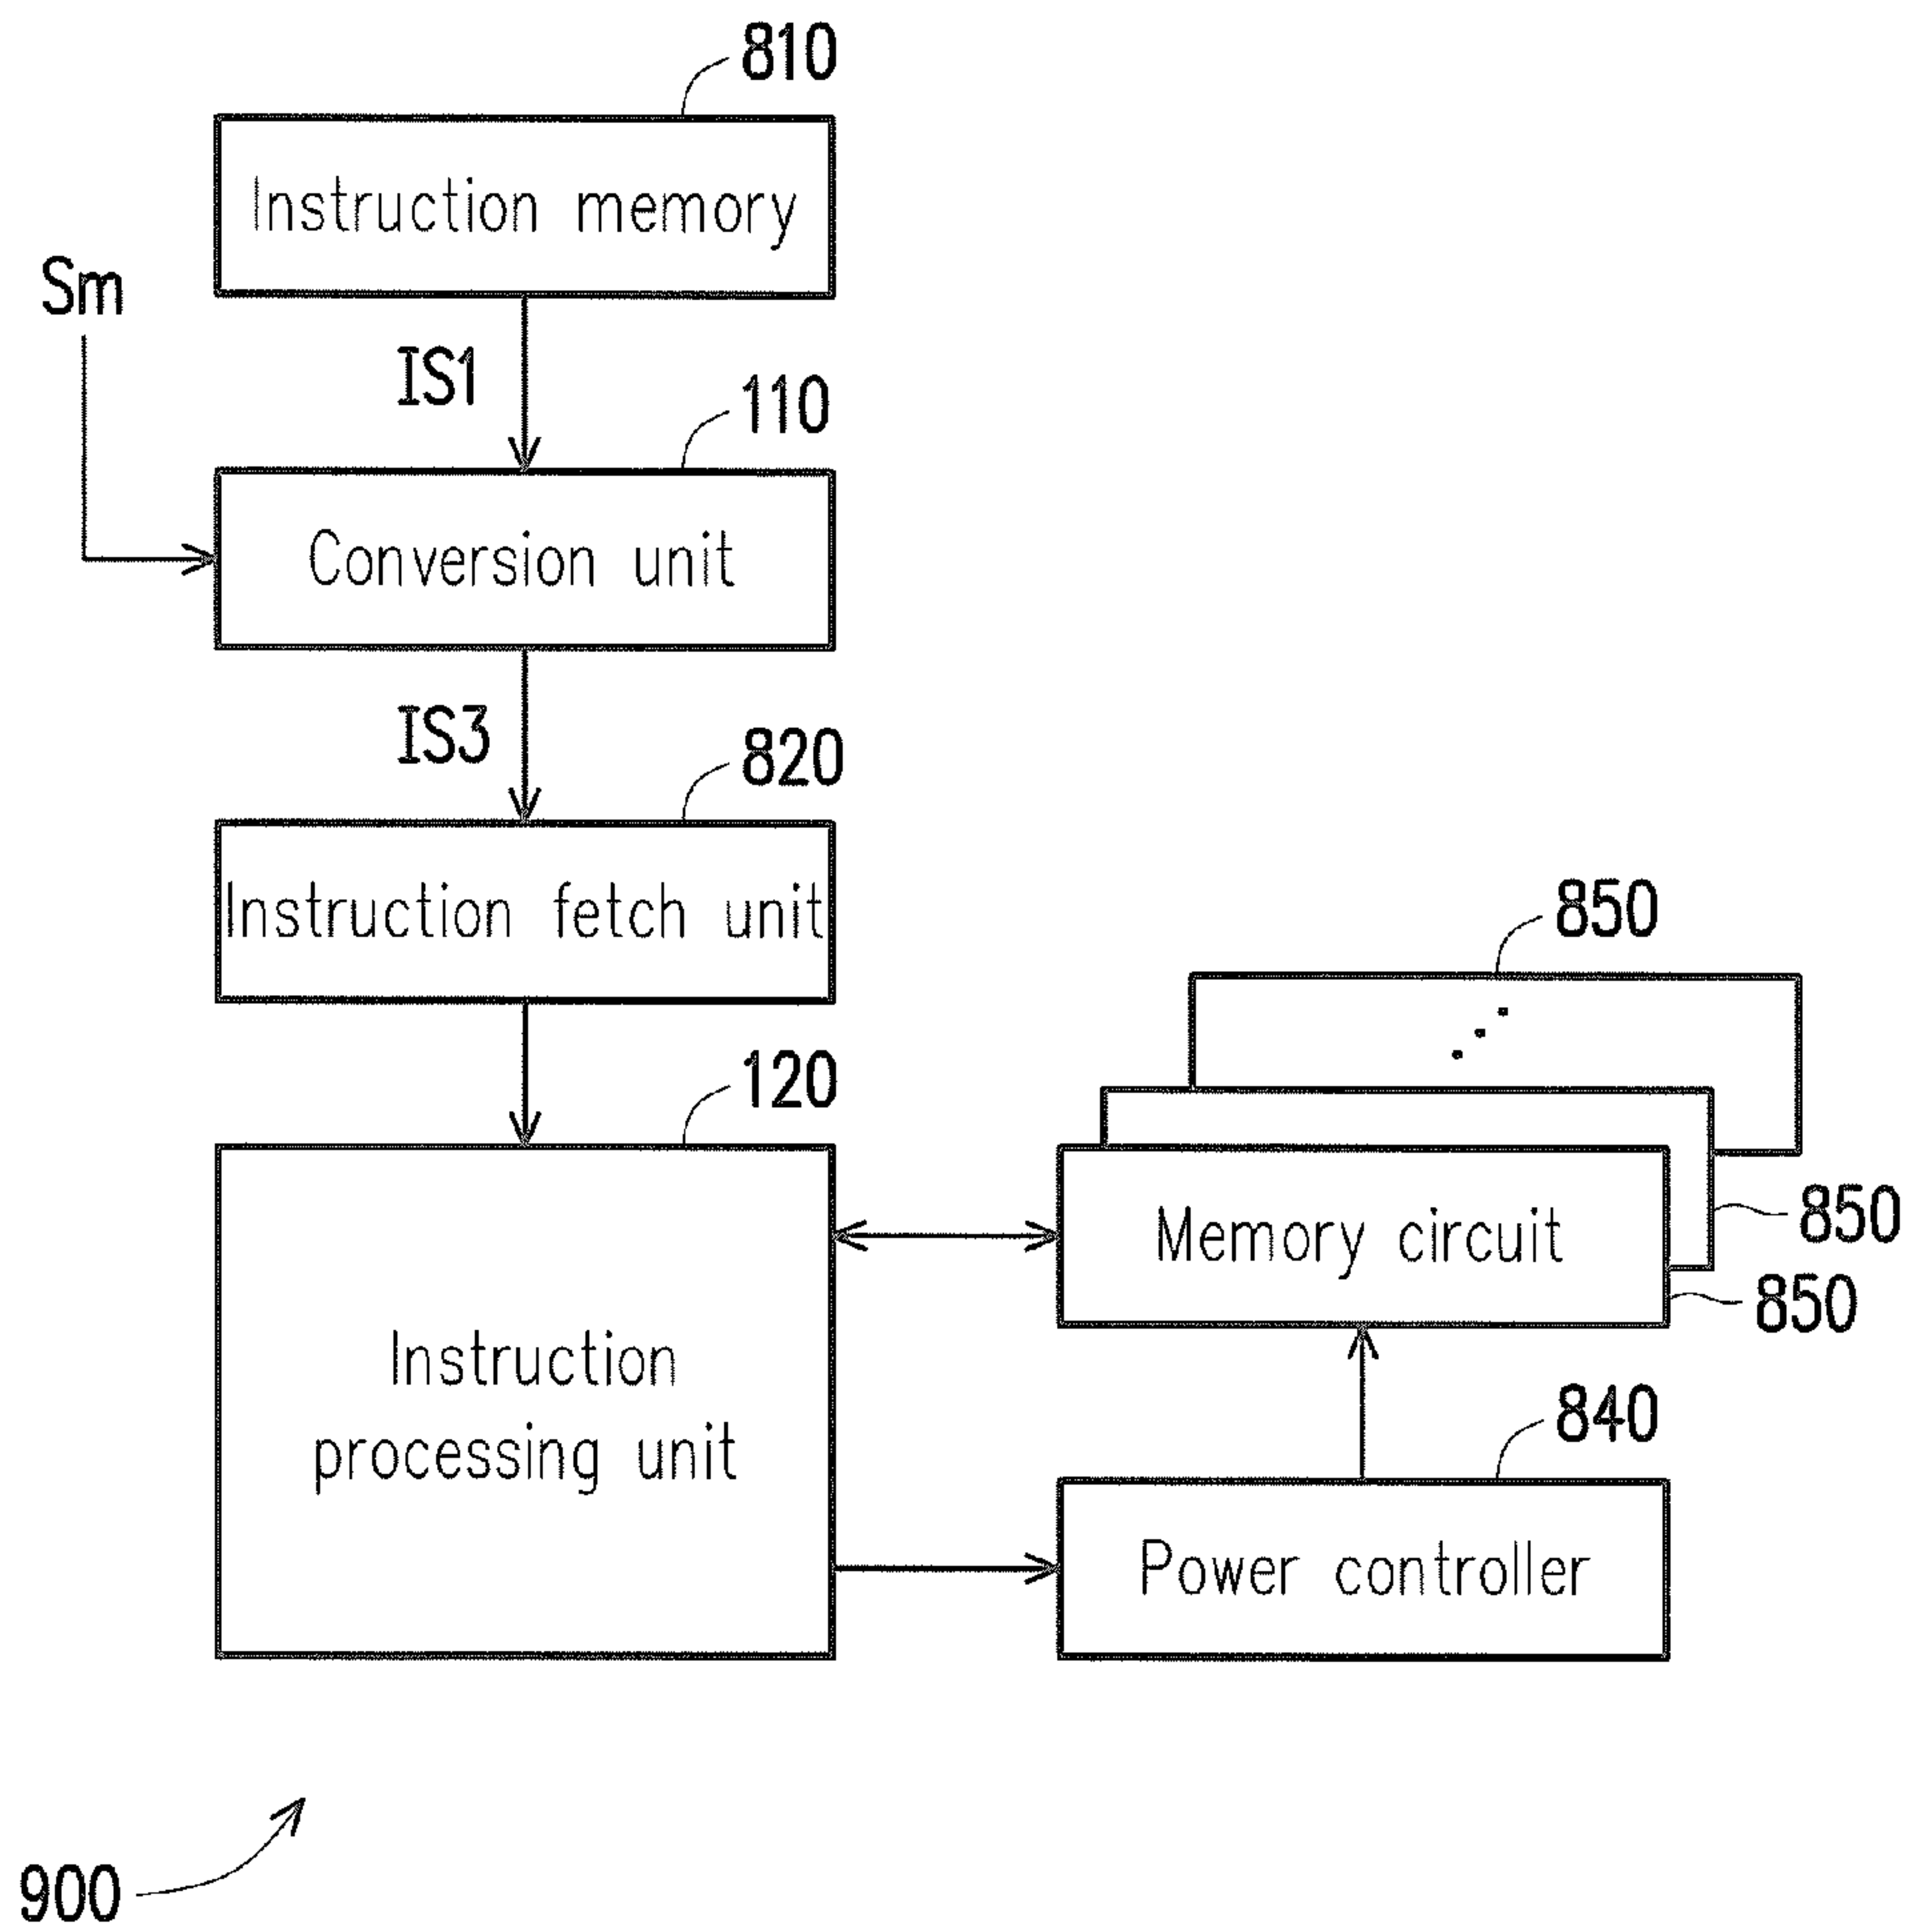 810
Instruction memory
Sm
IS1
110
Conversion unit
IS3
820
Instruction fetch unit
850
120
850
Memory circuit
850
Instruction
processing unit
840
Power controller
900